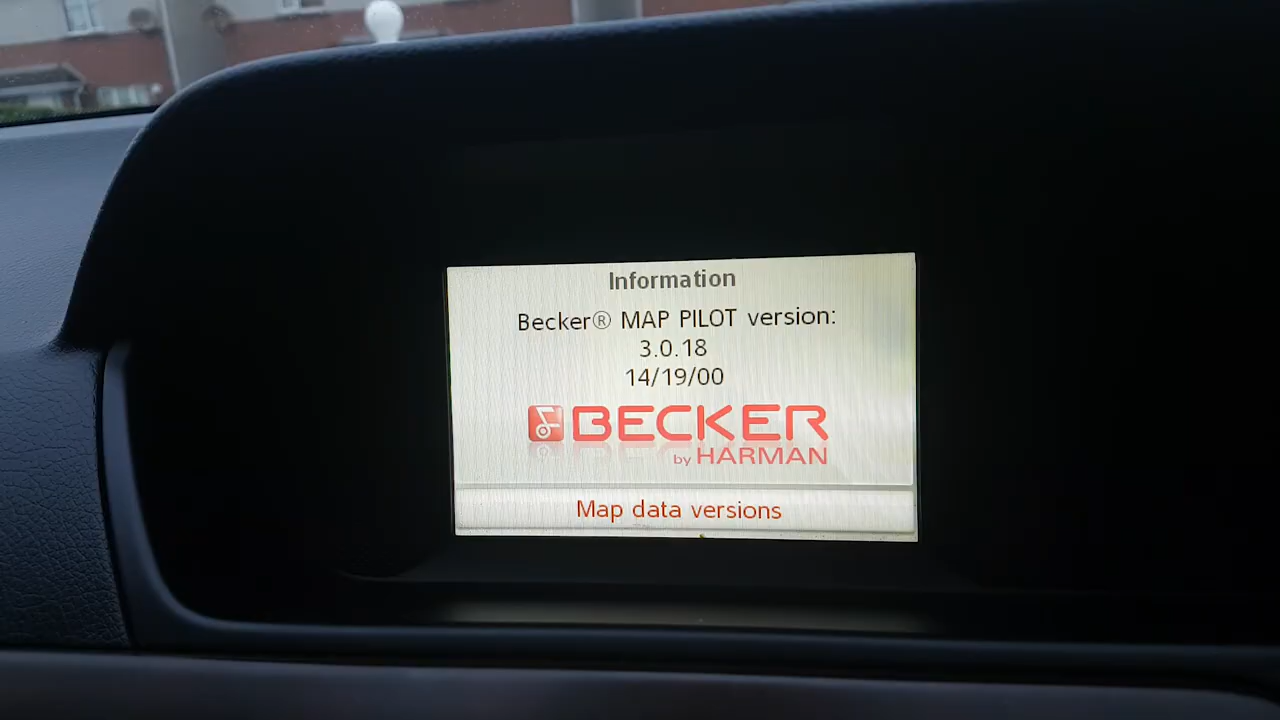 Information
Becker® MAP PILOT version:
3.0.18
14/19/00
BECKER
by HARMAN
Map data versions